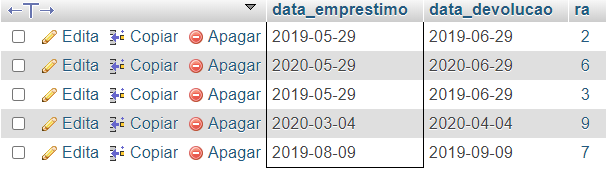 ←T→ data_emprestimo data_devolucao ra
Edita Copiar Apagar 2019-05-29 2019-06-29 2
Edita Copiar Apagar 2020-05-29 2020-06-29 6
Edita Copiar Apagar 2019-05-29 2019-06-29 3
Edita Copiar Apagar 2020-03-04 2020-04-04 9
Edita Copiar Apagar 2019-08-09 2019-09-09 7